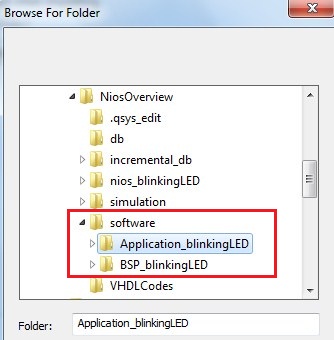 Browse For Folder
NiosOverview
.qsys_edit
db
incremental_db
nios_blinkingLED
simulation
software
Application_blinkingLED
BSP_blinkingLED
VHDLCodes
Folder: Application_blinkingLED